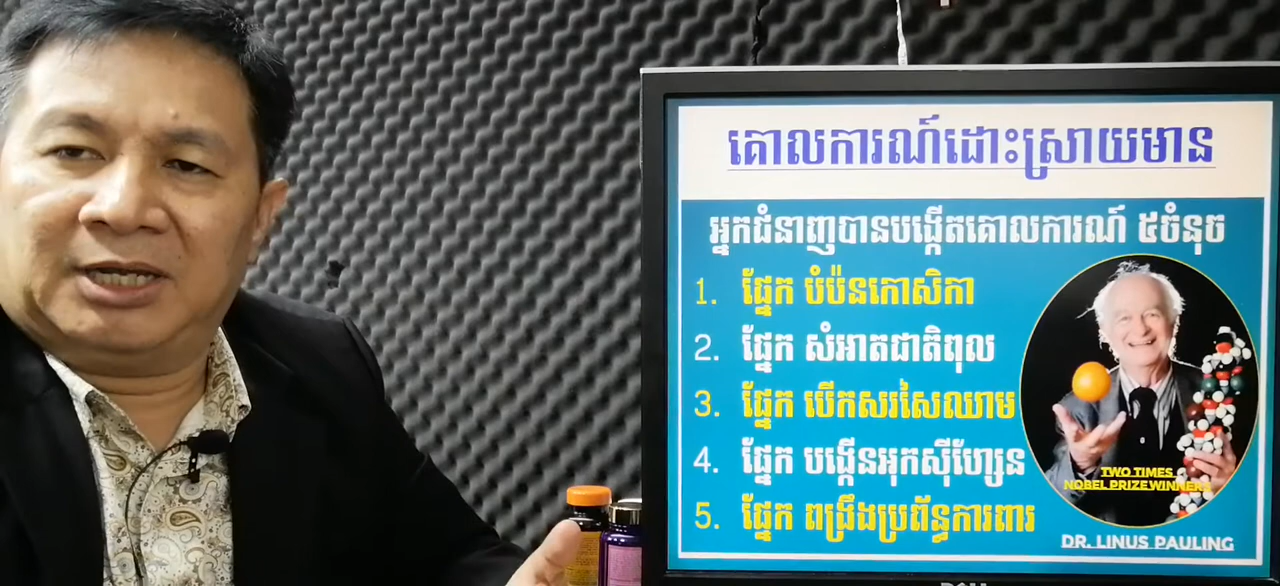 គោលការណ៍ដោះស្រាយមាន
អ្នកជំនាញបានបង្កើតគោលការណ៍ ៥ចំនុច
1. ផ្នែក បំប៉នកោសិកា
2. ផ្នែក សំអាតជាតិពុល
3. ផ្នែក បើកសរសៃឈាម
4. ផ្នែក បង្កើនអុកស៊ីហ្សែន
5. ផ្នែក ពង្រឹងប្រព័ន្ធការពារ
TWO TIMES
NOBEL PRIZE WINNERS
DR. LINUS PAULING